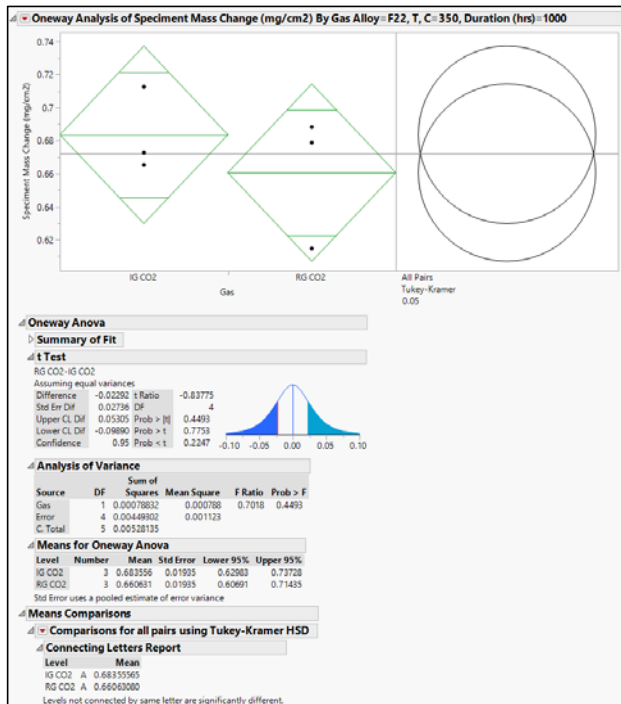 Oneway Analysis of Speciment Mass Change (mg/cm2) By Gas Alloy=F22, T, C=350, Duration (hrs)=1000
0.74
0.72
0.7
0.68
0.66
0.64
0.62
Speciment Mass Change (mg/cm2)
IG CO2
RG CO2
Gas
All Pairs
Tukey-Kramer
0.05
Oneway Anova
Summary of Fit
t Test
RG CO2-IG CO2
Assuming equal variances
Difference -0.02292 t Ratio -0.83775
Std Err Dif 0.02736 DF 4
Upper CL Dif 0.05305 Prob > |t| 0.4493
Lower CL Dif -0.09890 Prob > t 0.7753
Confidence 0.95 Prob < t 0.2247
-0.10 -0.05 0.00 0.05 0.10
Analysis of Variance
Source DF Sum of Squares Mean Square F Ratio Prob > F
Gas 1 0.00078832 0.000788 0.7018 0.4493
Error 4 0.00449302 0.001123
C. Total 5 0.00528135
Means for Oneway Anova
Level Number Mean Std Error Lower 95% Upper 95%
IG CO2 3 0.683556 0.01935 0.62983 0.73728
RG CO2 3 0.660631 0.01935 0.60691 0.71435
Std Error uses a pooled estimate of error variance
Means Comparisons
Comparisons for all pairs using Tukey-Kramer HSD
Connecting Letters Report
Level Mean
IG CO2 A 0.68355565
RG CO2 A 0.66063080
Levels not connected by same letter are significantly different.